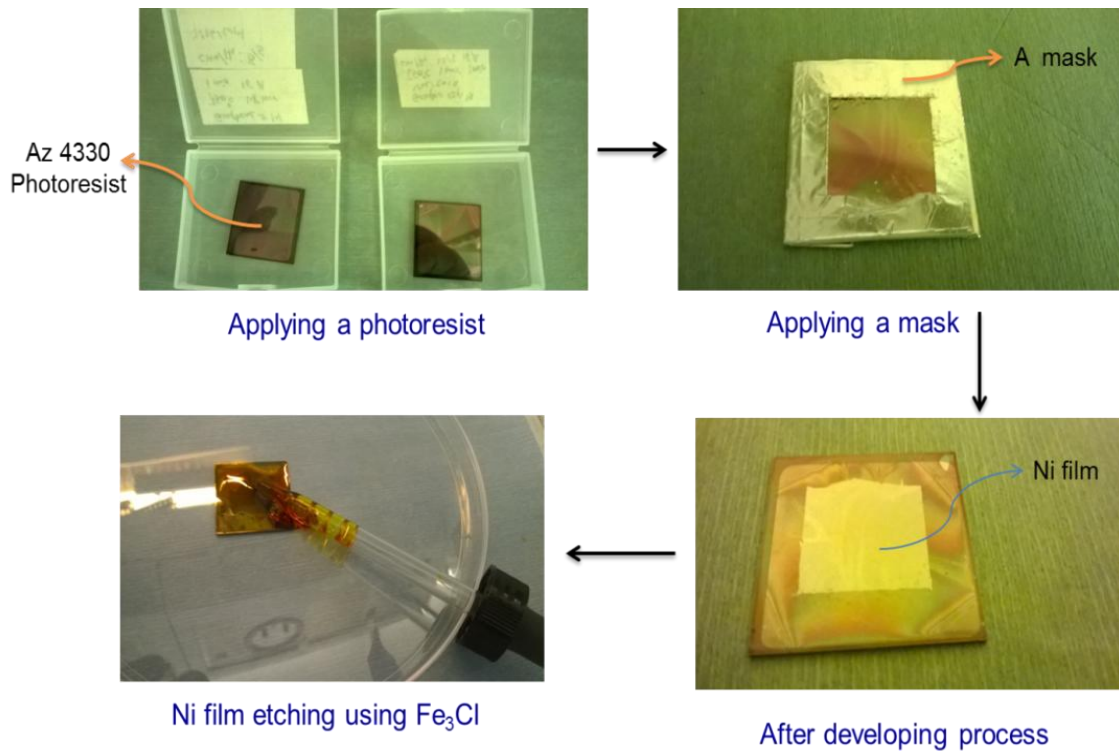 Az 4330
Photoresist
Applying a photoresist
A mask
Applying a mask
Ni film
After developing process
Ni film etching using Fe₃Cl